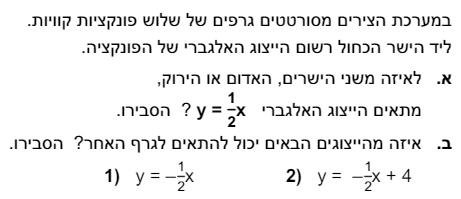 במערכת הצירים מסורטטים גרפים של שלוש פונקציות קוויות.
ליד הישר הכחול רשום הייצוג האלגברי של הפונקציה.
א. לאיזה משני הישרים, האדום או הירוק,
מתאים הייצוג האלגברי y = \frac{1}{2}x ? הסבירו.
ב. איזה מהייצוגים הבאים יכול להתאים לגרף האחר? הסבירו.
1) y = –\frac{1}{2}x 2) y = –\frac{1}{2}x + 4